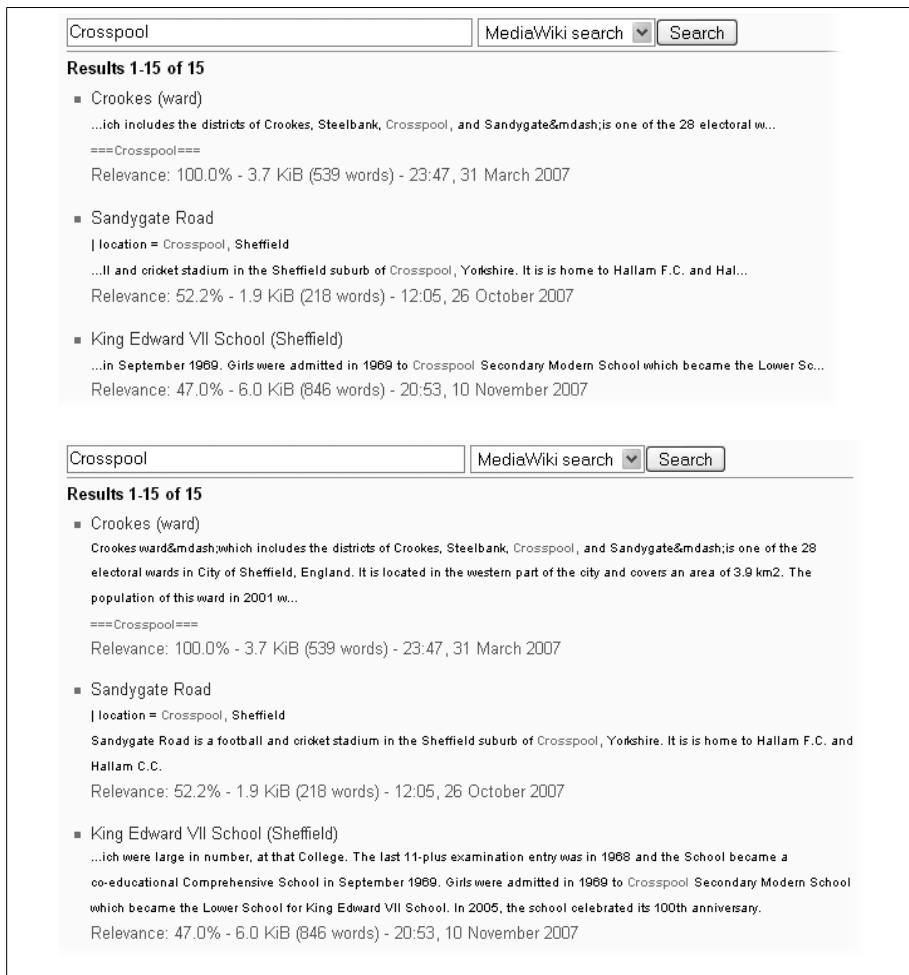 Crosspool MediaWiki search Search
Results 1-15 of 15
Crookes (ward)
...ich includes the districts of Crookes, Steelbank, Crosspool, and Sandygate&mdash;is one of the 28 electoral w...
===Crosspool===
Relevance: 100.0% - 3.7 KiB (539 words) - 23:47, 31 March 2007
Sandygate Road
| location = Crosspool, Sheffield
...ll and cricket stadium in the Sheffield suburb of Crosspool, Yorkshire. It is is home to Hallam F.C. and Hal...
Relevance: 52.2% - 1.9 KiB (218 words) - 12:05, 26 October 2007
King Edward VII School (Sheffield)
...in September 1969. Girls were admitted in 1969 to Crosspool Secondary Modern School which became the Lower Sc...
Relevance: 47.0% - 6.0 KiB (846 words) - 20:53, 10 November 2007
Crosspool MediaWiki search Search
Results 1-15 of 15
Crookes (ward)
Crookes ward&mdash;which includes the districts of Crookes, Steelbank, Crosspool, and Sandygate&mdash;is one of the 28
electoral wards in City of Sheffield, England. It is located in the western part of the city and covers an area of 3.9 km2. The
population of this ward in 2001 w...
===Crosspool===
Relevance: 100.0% - 3.7 KiB (539 words) - 23:47, 31 March 2007
Sandygate Road
| location = Crosspool, Sheffield
Sandygate Road is a football and cricket stadium in the Sheffield suburb of Crosspool, Yorkshire. It is is home to Hallam F.C. and
Hallam C.C.
Relevance: 52.2% - 1.9 KiB (218 words) - 12:05, 26 October 2007
King Edward VII School (Sheffield)
...ich were large in number, at that College. The last 11-plus examination entry was in 1968 and the School became a
co-educational Comprehensive School in September 1969. Girls were admitted in 1969 to Crosspool Secondary Modern School
which became the Lower School for King Edward VII School. In 2005, the school celebrated its 100th anniversary.
Relevance: 47.0% - 6.0 KiB (846 words) - 20:53, 10 November 2007